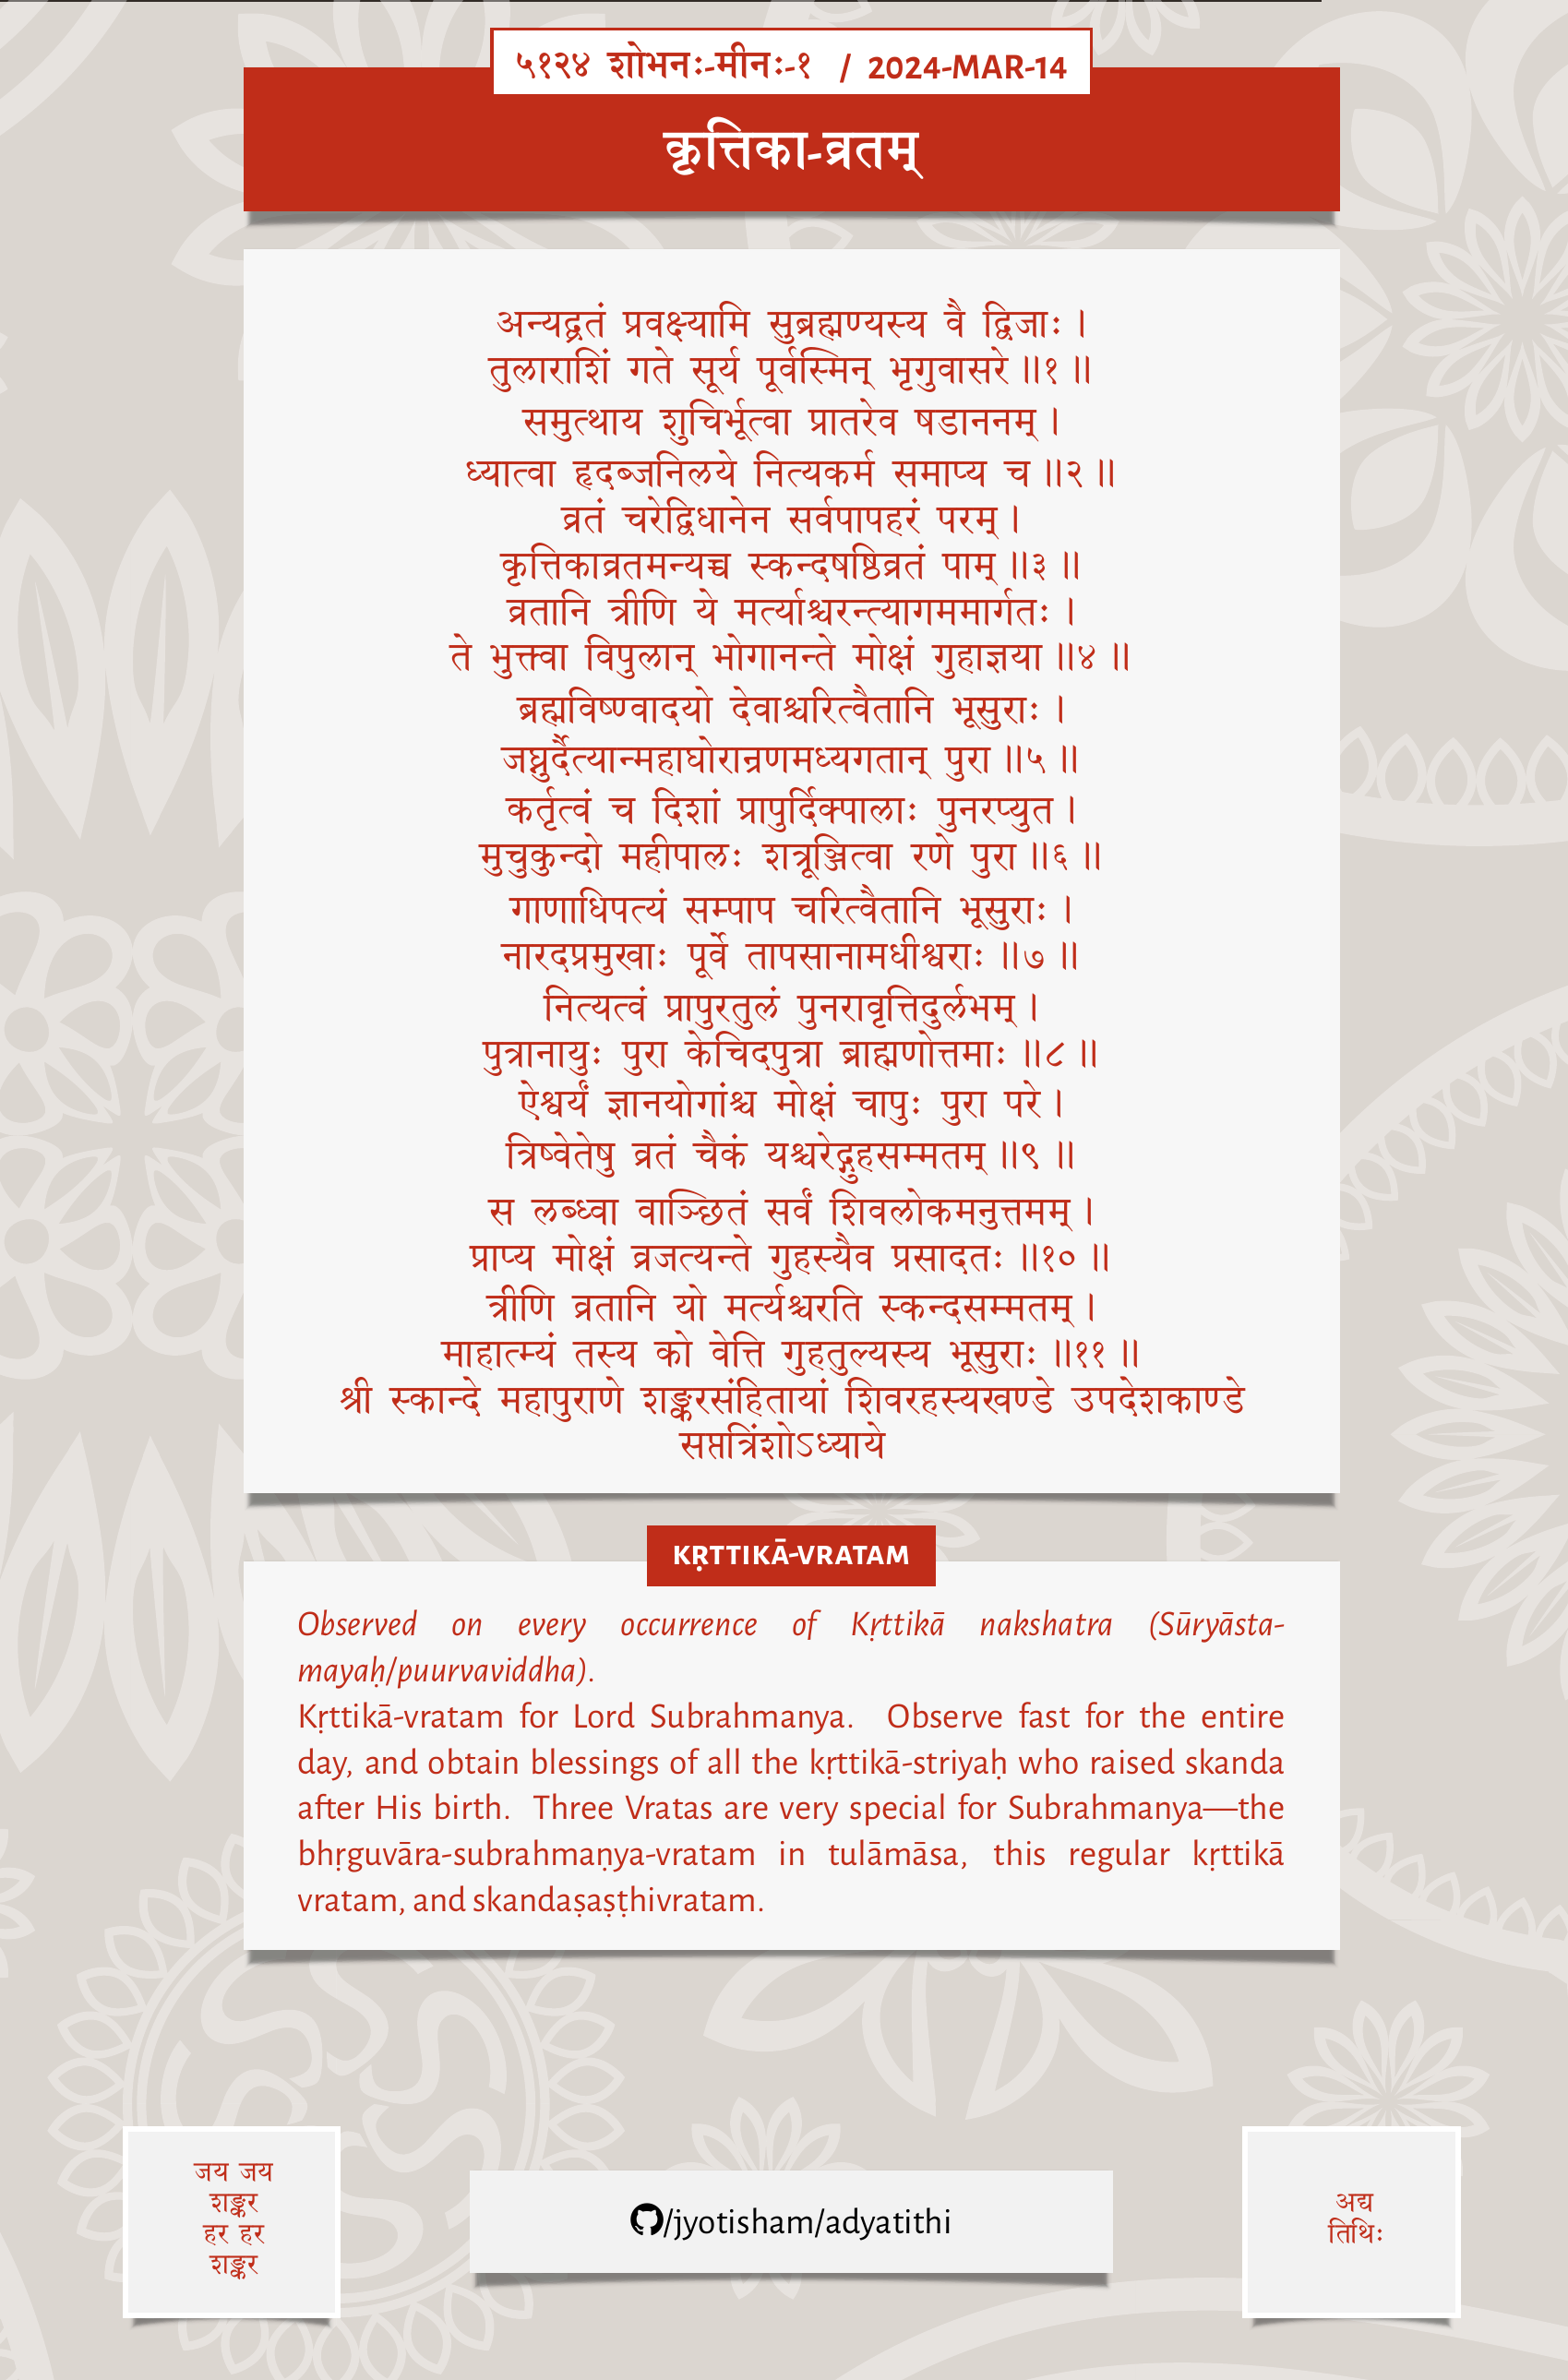 ५१२४ शोभनः-मीनः-१ / 2024-MAR-14
कृत्तिका-व्रतम्
अन्यद्व्रतं प्रवक्ष्यामि सुब्रह्मण्यस्य वै द्विजाः।
तुलाराशिं गते सूर्य पूर्वस्मिन् भृगुवासरे॥१॥
समुत्थाय शुचिर्भूत्वा प्रातरेव षडाननम्।
ध्यात्वा हृदब्जनिलये नित्यकर्म समाप्य च॥२॥
व्रतं चरेद्विधानेन सर्वपापहरं परम्।
कृत्तिकाव्रतमन्यच्च स्कन्दषष्ठिव्रतं पाम्॥३॥
व्रतानि त्रीणि ये मर्त्याश्चरन्त्यागममार्गतः।
ते भुक्त्वा विपुलान् भोगानन्ते मोक्षं गुहाज्ञया॥४॥
ब्रह्मविष्ण्वादयो देवाश्चरित्वैतानि भूसुराः।
जघ्नुर्दैत्यान्महाघोरान्रणमध्यगतान् पुरा॥५॥
कर्तृत्वं च दिशां प्रापुर्दिक्पालाः पुनरप्युत।
मुचुकुन्दो महीपालः शत्रूञ्जित्वा रणे पुरा॥६॥
गाणाधिपत्यं सम्पाप चरित्वैतानि भूसुराः।
नारदप्रमुखाः पूर्वे तापसानामधीश्वराः॥७॥
नित्यत्वं प्रापुरतुलं पुनरावृत्तिदुर्लभम्।
पुत्रानायुः पुरा केचिदपुत्रा ब्राह्मणोत्तमाः॥८॥
ऐश्वर्यं ज्ञानयोगांश्च मोक्षं चापुः पुरा परे।
त्रिष्वेतेषु व्रतं चैकं यश्चरेद्गुहसम्मतम्॥९॥
स लब्ध्वा वाञ्छितं सर्वं शिवलोकमनुत्तमम्।
प्राप्य मोक्षं व्रजत्यन्ते गुहस्यैव प्रसादतः॥१०॥
त्रीणि व्रतानि यो मर्त्यश्चरति स्कन्दसम्मतम्।
माहात्म्यं तस्य को वेत्ति गुहतुल्यस्य भूसुराः॥११॥
श्री स्कान्दे महापुराणे शङ्करसंहितायां शिवरहस्यखण्डे उपदेशकाण्डे
सप्तत्रिंशोऽध्याये
KṚTTIKĀ-VRATAM
Observed on every occurrence of Kṛttikā nakshatra (Sūryāsta-
mayaḥ/puurvaviddha).
Kṛttikā-vratam for Lord Subrahmanya. Observe fast for the entire
day, and obtain blessings of all the kṛttikā-striyaḥ who raised skanda
after His birth. Three Vratas are very special for Subrahmanya—the
bhṛguvāra-subrahmaṇya-vratam in tulāmāsa, this regular kṛttikā
vratam, and skandaṣaṣṭhivratam.
जय जय
शङ्कर
हर हर
शङ्कर
/jyotisham/adyatithi
अद्य
तिथिः